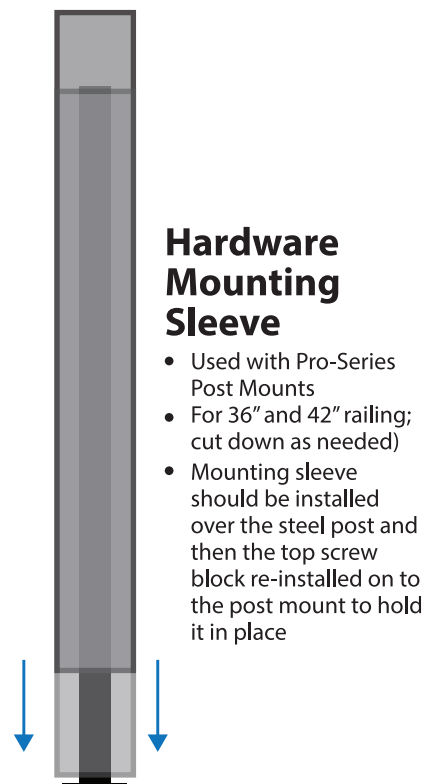 Hardware
Mounting
Sleeve
• Used with Pro-Series
Post Mounts
• For 36” and 42” railing;
cut down as needed)
• Mounting sleeve
should be installed
over the steel post and
then the top screw
block re-installed on to
the post mount to hold
it in place